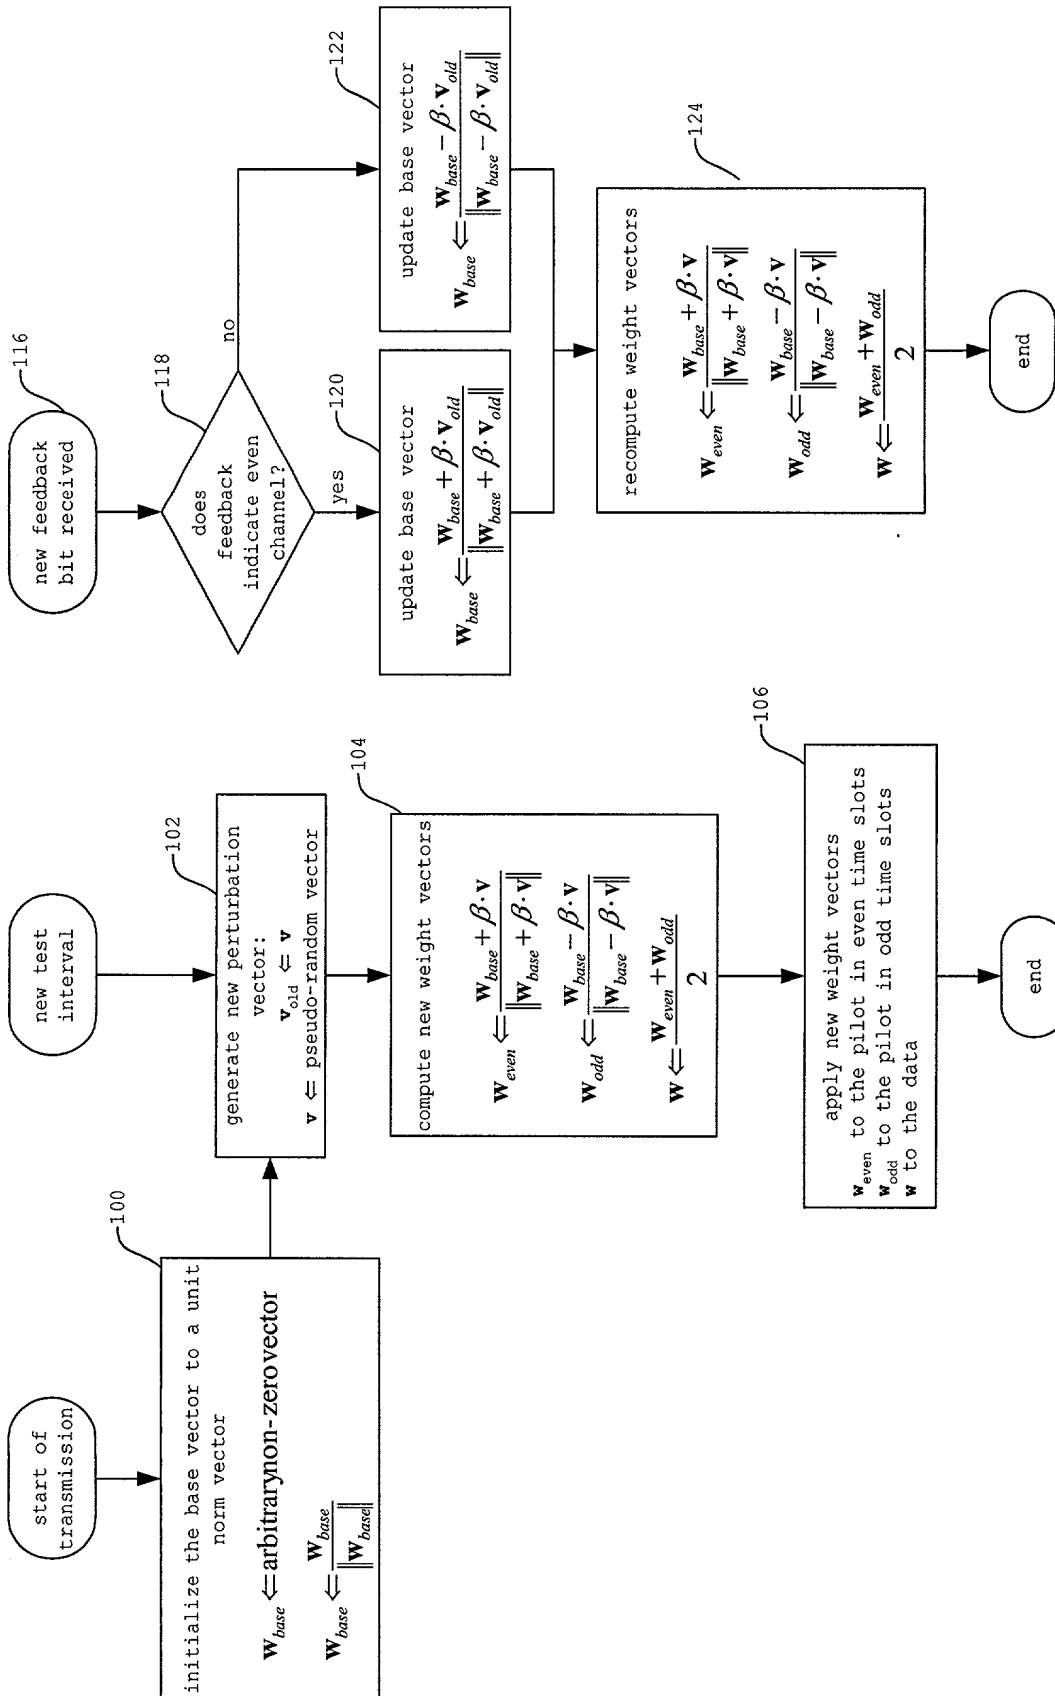 start of
transmission
100
initialize the base vector to a unit
norm vector
w_base ⇐ arbitrarynon-zerovector
w_base ⇐ w_base / ‖w_base‖
new test
interval
102
generate new perturbation
vector:
v_old ⇐ v
v ⇐ pseudo-random vector
104
compute new weight vectors
w_even ⇐ (w_base + β·v) / ‖w_base + β·v‖
w_odd ⇐ (w_base − β·v) / ‖w_base − β·v‖
w ⇐ (w_even + w_odd) / 2
106
apply new weight vectors
w_even to the pilot in even time slots
w_odd to the pilot in odd time slots
w to the data
end
116
new feedback
bit received
118
does
feedback
indicate even
channel?
yes
no
120
update base vector
w_base ⇐ (w_base + β·v_old) / ‖w_base + β·v_old‖
122
update base vector
w_base ⇐ (w_base − β·v_old) / ‖w_base − β·v_old‖
124
recompute weight vectors
w_even ⇐ (w_base + β·v) / ‖w_base + β·v‖
w_odd ⇐ (w_base − β·v) / ‖w_base − β·v‖
w ⇐ (w_even + w_odd) / 2
end